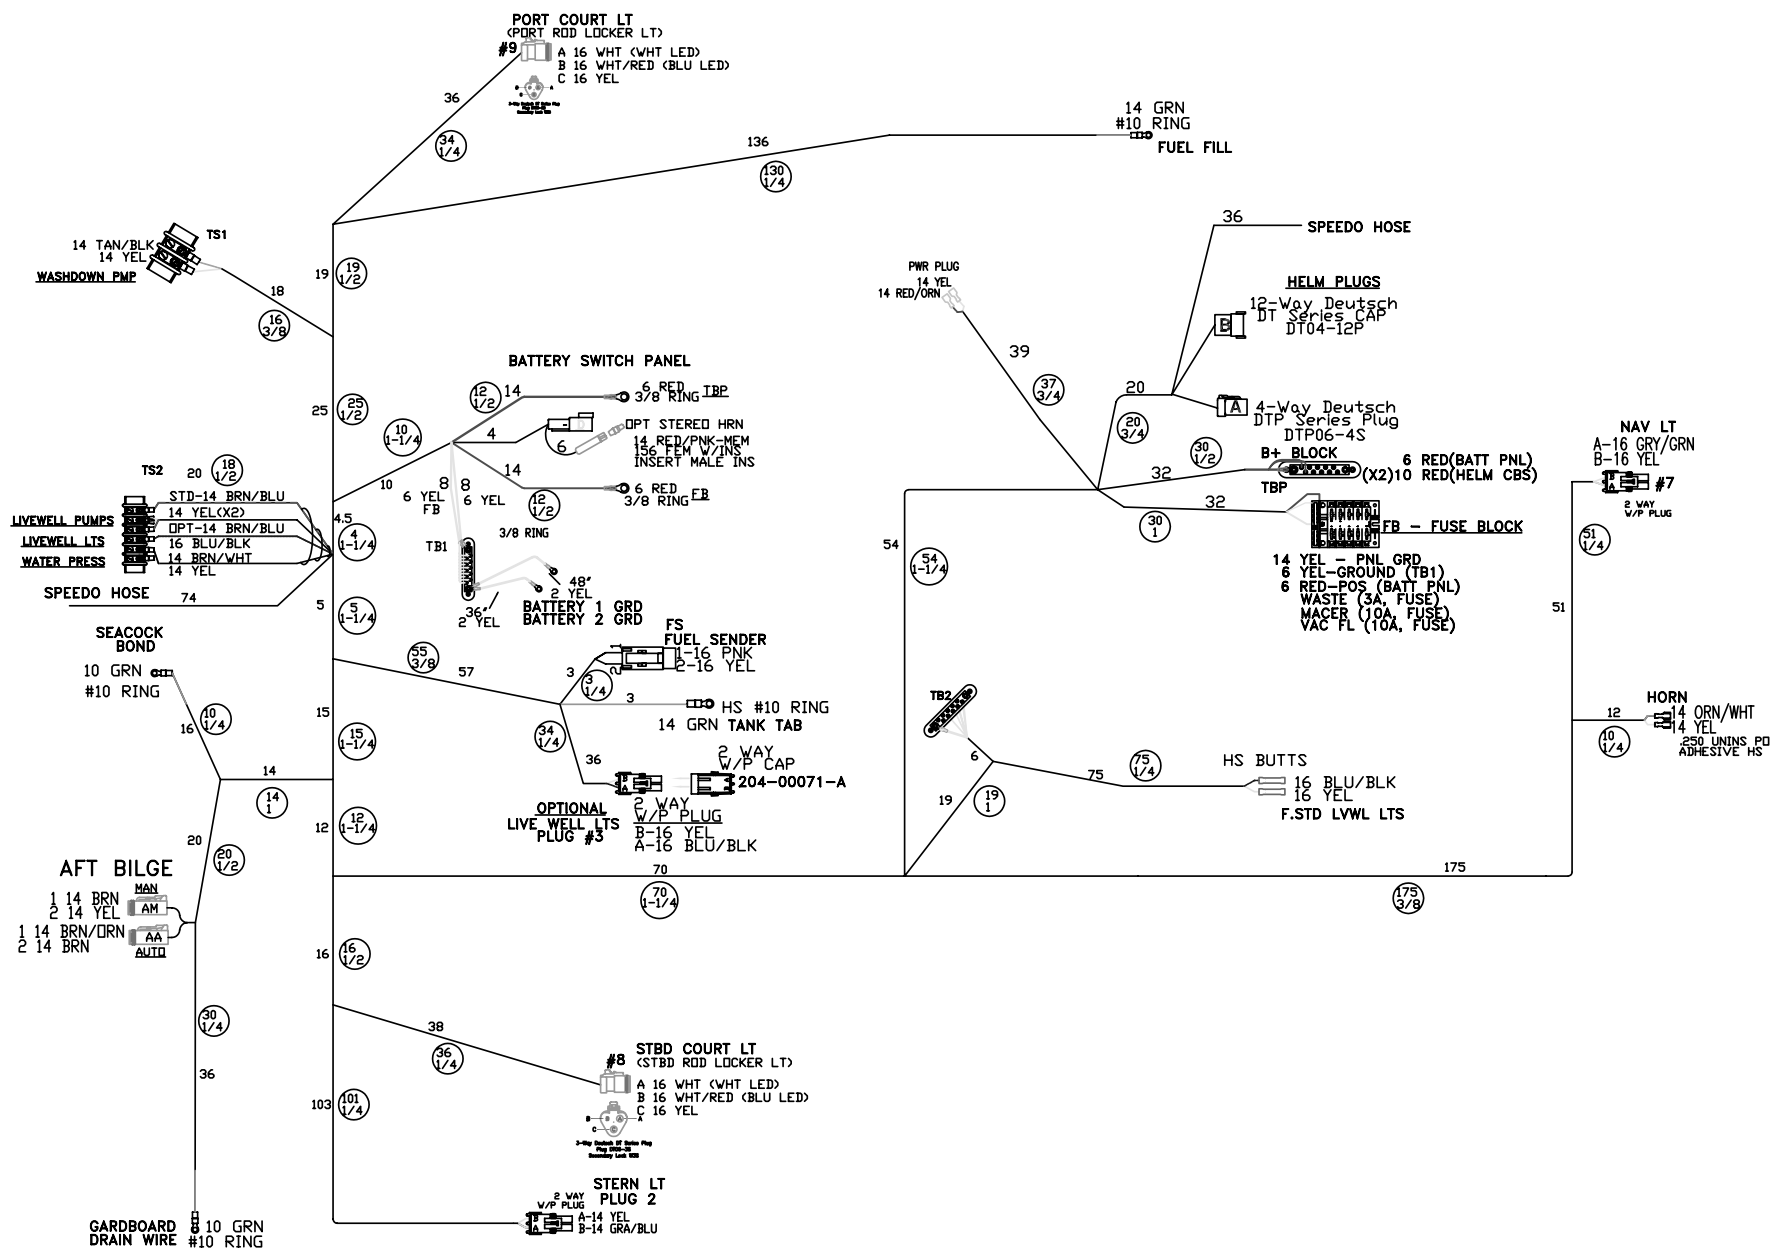 PORT COURT LT
(PORT ROD LOCKER LT)
#9
A 16 WHT (WHT LED)
B 16 WHT/RED (BLU LED)
C 16 YEL
36
34
1/4
136
130
1/4
14 GRN
#10 RING
FUEL FILL
TS1
14 TAN/BLK
14 YEL
WASHDOWN PMP
18
16
3/8
19
19
1/2
36
SPEEDO HOSE
PWR PLUG
14 YEL
14 RED/ORN
HELM PLUGS
12-Way Deutsch
DT Series CAP
DT04-12P
B
39
37
3/4
20
20
3/4
A
4-Way Deutsch
DTP Series Plug
DTP06-4S
BATTERY SWITCH PANEL
25
25
1/2
12
1/2
14
6 RED
3/8 RING
TBP
10
1-1/4
4
6
OPT STEREO HRN
14 RED/PNK-MEM
156 FEM W/INS
INSERT MALE INS
14
6 RED
3/8 RING
FB
12
1/2
10
8
8
6 YEL
FB
6 YEL
3/8 RING
TB1
48"
2 YEL
36"
2 YEL
BATTERY 1 GRD
BATTERY 2 GRD
NAV LT
A-16 GRY/GRN
B-16 YEL
B
A
#7
2 WAY
W/P PLUG
30
1/2
B+ BLOCK
32
TBP
6 RED(BATT PNL)
(X2)10 RED(HELM CBS)
32
30
1
FB - FUSE BLOCK
14 YEL - PNL GRD
6 YEL-GROUND (TB1)
6 RED-POS (BATT PNL)
WASTE (3A, FUSE)
MACER (10A, FUSE)
VAC FL (10A, FUSE)
TS2
20
18
1/2
STD-14 BRN/BLU
14 YEL(X2)
LIVEWELL PUMPS
OPT-14 BRN/BLU
LIVEWELL LTS
16 BLU/BLK
WATER PRESS
14 BRN/WHT
14 YEL
4.5
4
1-1/4
54
54
1-1/4
51
1/4
51
SPEEDO HOSE
74
5
5
1-1/4
SEACOCK
BOND
10 GRN
#10 RING
10
1/4
16
55
3/8
57
FS
FUEL SENDER
1-16 PNK
2-16 YEL
1
2
3
3
1/4
3
HS #10 RING
14 GRN TANK TAB
15
15
1-1/4
34
1/4
36
2 WAY
W/P CAP
204-00071-A
B
A
OPTIONAL
LIVE WELL LTS
PLUG #3
2 WAY
W/P PLUG
B-16 YEL
A-16 BLU/BLK
TB2
6
75
75
1/4
HS BUTTS
16 BLU/BLK
16 YEL
F.STD LVWL LTS
19
19
1
HORN
12
10
1/4
14 ORN/WHT
14 YEL
.250 UNINS PO
ADHESIVE HS
14
14
1
12
12
1-1/4
20
20
1/2
70
70
1-1/4
175
175
3/8
AFT BILGE
MAN
1 14 BRN
2 14 YEL
AM
1 14 BRN/ORN
2 14 BRN
AA
AUTO
16
16
1/2
30
1/4
36
38
36
1/4
STBD COURT LT
(STBD ROD LOCKER LT)
#8
A 16 WHT (WHT LED)
B 16 WHT/RED (BLU LED)
C 16 YEL
B
A
C
3-Way Deutsch DT Series Plug
103
101
1/4
STERN LT
PLUG 2
2 WAY
W/P PLUG
B
A
A-14 YEL
B-14 GRA/BLU
GARDBOARD
DRAIN WIRE
10 GRN
#10 RING